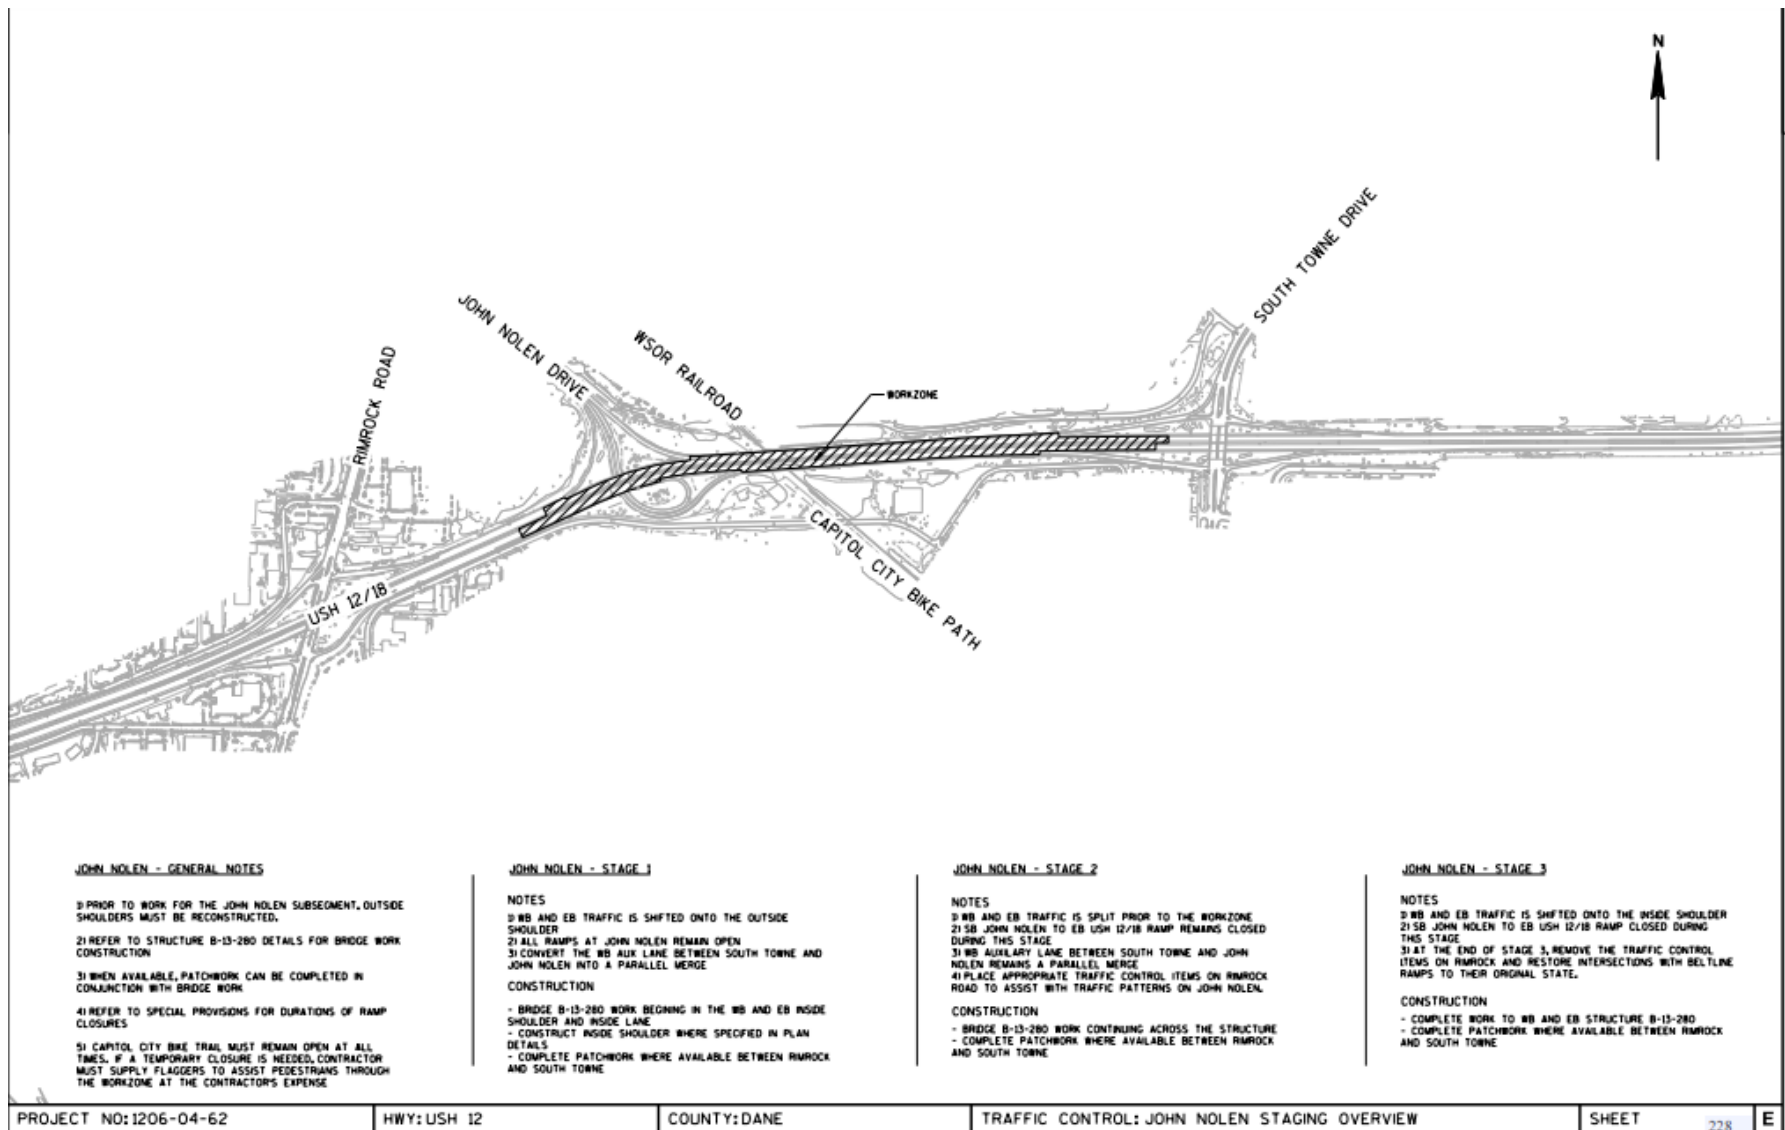 N
SOUTH TOWNE DRIVE
JOHN NOLEN DRIVE
WSOR RAILROAD
RIMROCK ROAD
WORKZONE
CAPITOL CITY BIKE PATH
USH 12/18
JOHN NOLEN - GENERAL NOTES
1) PRIOR TO WORK FOR THE JOHN NOLEN SUBSEGMENT, OUTSIDE
SHOULDERS MUST BE RECONSTRUCTED.
2) REFER TO STRUCTURE B-13-280 DETAILS FOR BRIDGE WORK
CONSTRUCTION
3) WHEN AVAILABLE, PATCHWORK CAN BE COMPLETED IN
CONJUNCTION WITH BRIDGE WORK
4) REFER TO SPECIAL PROVISIONS FOR DURATIONS OF RAMP
CLOSURES
5) CAPITOL CITY BIKE TRAIL MUST REMAIN OPEN AT ALL
TIMES. IF A TEMPORARY CLOSURE IS NEEDED, CONTRACTOR
MUST SUPPLY FLAGGERS TO ASSIST PEDESTRIANS THROUGH
THE WORKZONE AT THE CONTRACTOR'S EXPENSE
JOHN NOLEN - STAGE 1
NOTES
1) WB AND EB TRAFFIC IS SHIFTED ONTO THE OUTSIDE
SHOULDER
2) ALL RAMPS AT JOHN NOLEN REMAIN OPEN
3) CONVERT THE WB AUX LANE BETWEEN SOUTH TOWNE AND
JOHN NOLEN INTO A PARALLEL MERGE
CONSTRUCTION
- BRIDGE B-13-280 WORK BEGINING IN THE WB AND EB INSIDE
SHOULDER AND INSIDE LANE
- CONSTRUCT INSIDE SHOULDER WHERE SPECIFIED IN PLAN
DETAILS
- COMPLETE PATCHWORK WHERE AVAILABLE BETWEEN RIMROCK
AND SOUTH TOWNE
JOHN NOLEN - STAGE 2
NOTES
1) WB AND EB TRAFFIC IS SPLIT PRIOR TO THE WORKZONE
2) SB JOHN NOLEN TO EB USH 12/18 RAMP REMAINS CLOSED
DURING THIS STAGE
3) WB AUXILARY LANE BETWEEN SOUTH TOWNE AND JOHN
NOLEN REMAINS A PARALLEL MERGE
4) PLACE APPROPRIATE TRAFFIC CONTROL ITEMS ON RIMROCK
ROAD TO ASSIST WITH TRAFFIC PATTERNS ON JOHN NOLEN.
CONSTRUCTION
- BRIDGE B-13-280 WORK CONTINUING ACROSS THE STRUCTURE
- COMPLETE PATCHWORK WHERE AVAILABLE BETWEEN RIMROCK
AND SOUTH TOWNE
JOHN NOLEN - STAGE 3
NOTES
1) WB AND EB TRAFFIC IS SHIFTED ONTO THE INSIDE SHOULDER
2) SB JOHN NOLEN TO EB USH 12/18 RAMP CLOSED DURING
THIS STAGE
3) AT THE END OF STAGE 3, REMOVE THE TRAFFIC CONTROL
ITEMS ON RIMROCK AND RESTORE INTERSECTIONS WITH BELTLINE
RAMPS TO THEIR ORIGINAL STATE.
CONSTRUCTION
- COMPLETE WORK TO WB AND EB STRUCTURE B-13-280
- COMPLETE PATCHWORK WHERE AVAILABLE BETWEEN RIMROCK
AND SOUTH TOWNE
PROJECT NO: 1206-04-62 HWY: USH 12 COUNTY: DANE TRAFFIC CONTROL: JOHN NOLEN STAGING OVERVIEW SHEET 228 E